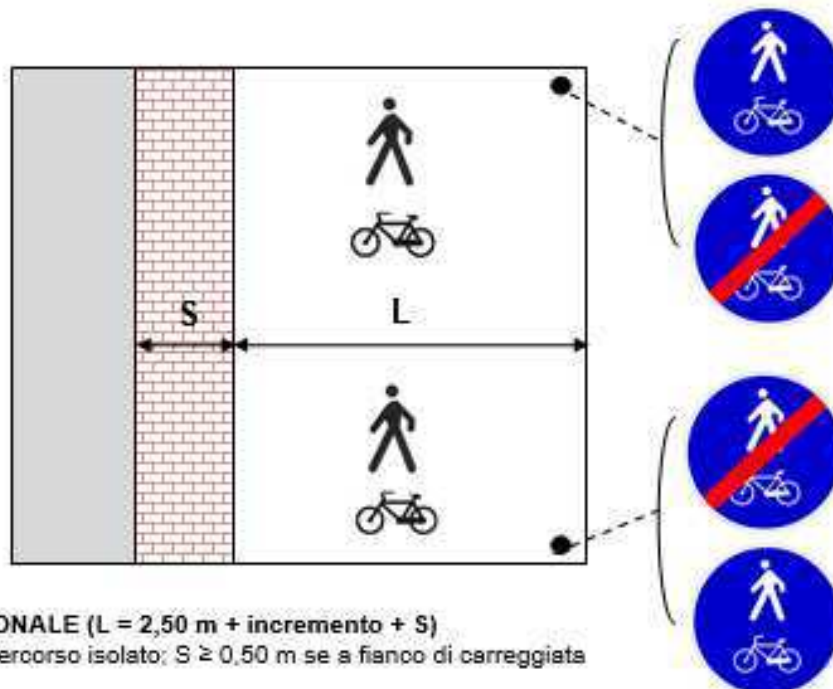 S L
ONALE (L = 2,50 m + incremento + S)
ercorso isolato; S ≥ 0,50 m se a fianco di carreggiata